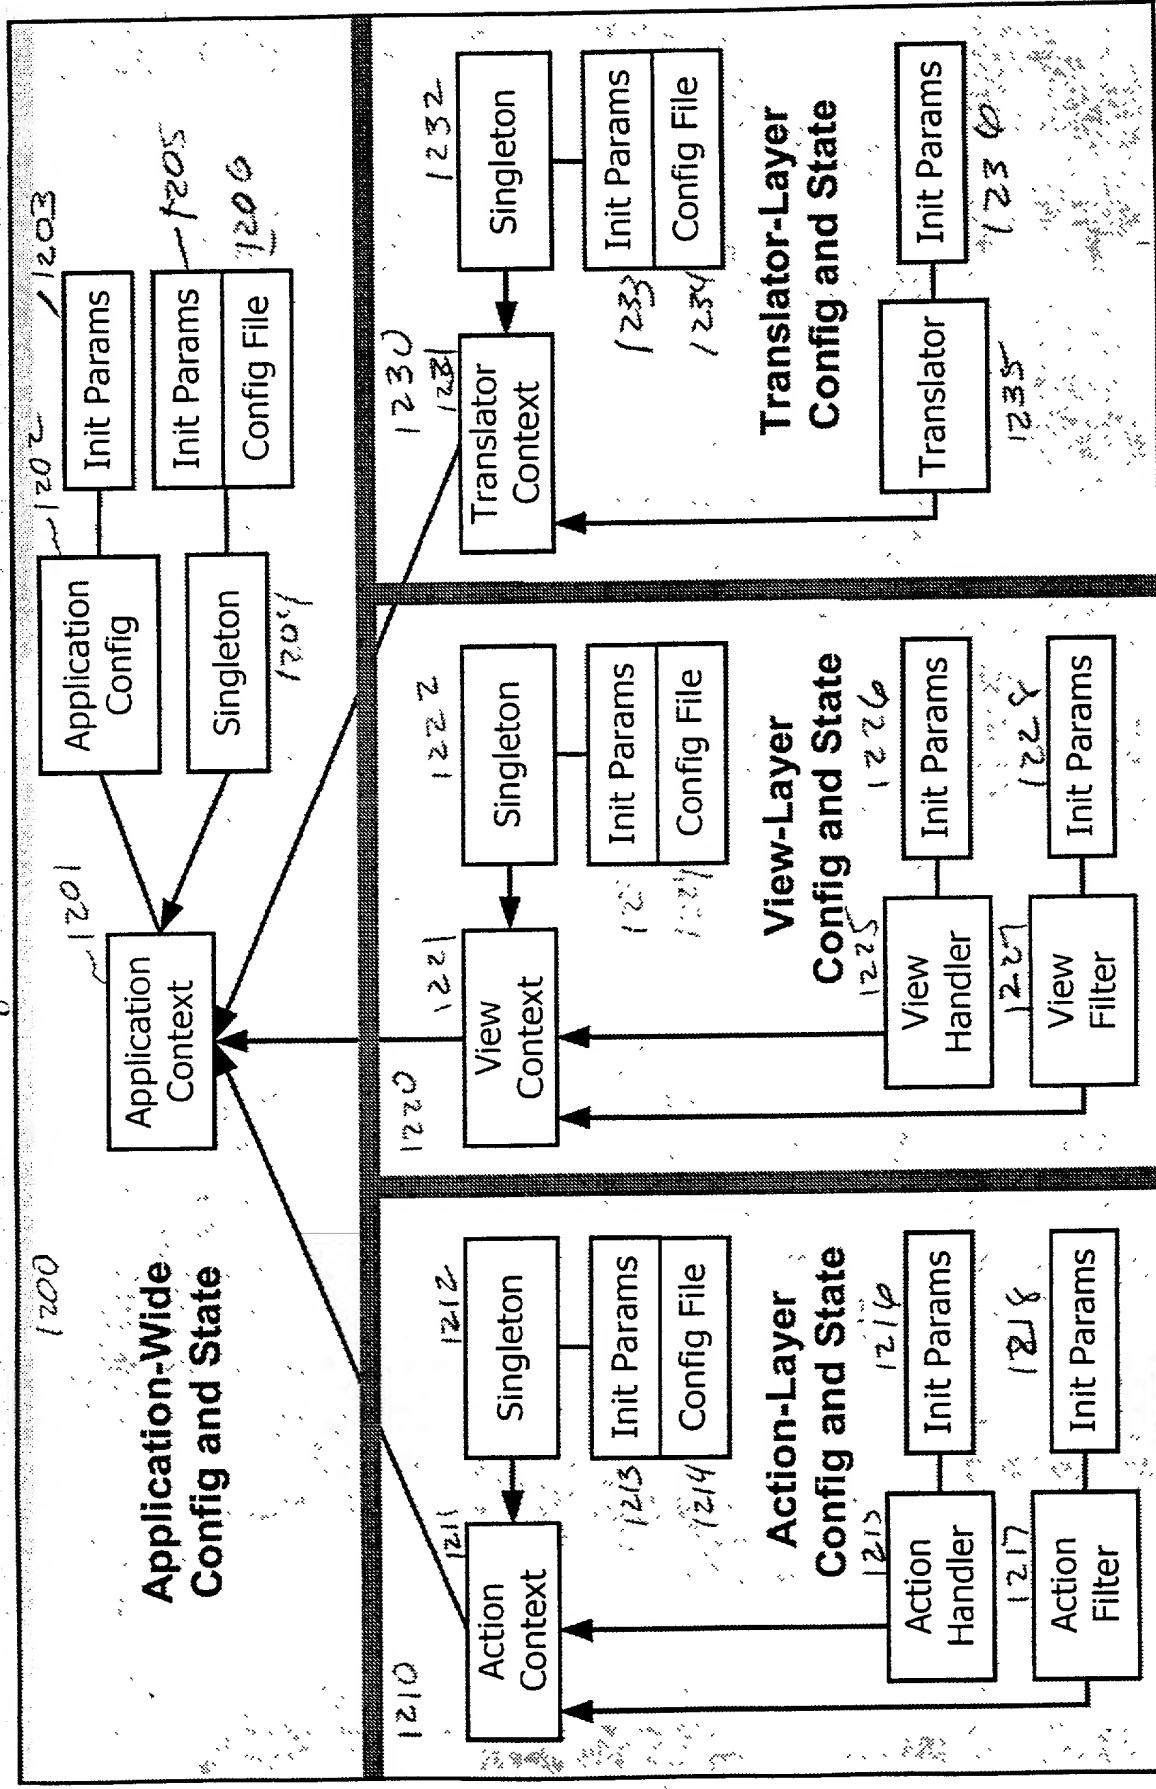 1200
Application-Wide
Config and State
1201
Application
Context
1202
Application
Config
1203
Init Params
1204
Singleton
1205
Init Params
1206
Config File
1210
1211
Action
Context
1212
Singleton
1213
Init Params
1214
Config File
Action-Layer
Config and State
1215
Action
Handler
1216
Init Params
1217
Action
Filter
1218
Init Params
1220
1221
View
Context
1222
Singleton
Init Params
Config File
View-Layer
Config and State
1225
View
Handler
1226
Init Params
1227
View
Filter
1228
Init Params
1230
1231
Translator
Context
1232
Singleton
1233
Init Params
1234
Config File
Translator-Layer
Config and State
1235
Translator
1236
Init Params